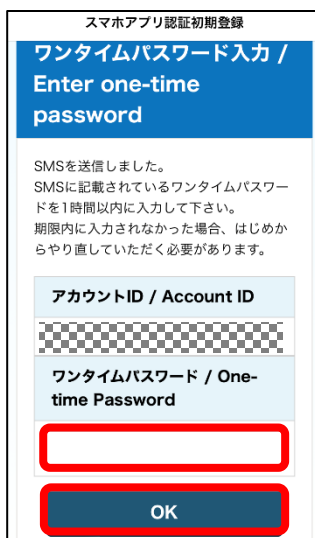 スマホアプリ認証初期登録
ワンタイムパスワード入力 /
Enter one-time
password
SMSを送信しました。
SMSに記載されているワンタイムパスワー
ドを1時間以内に入力して下さい。
期限内に入力されなかった場合、はじめか
らやり直していただく必要があります。
アカウントID / Account ID
ワンタイムパスワード / One-
time Password
OK